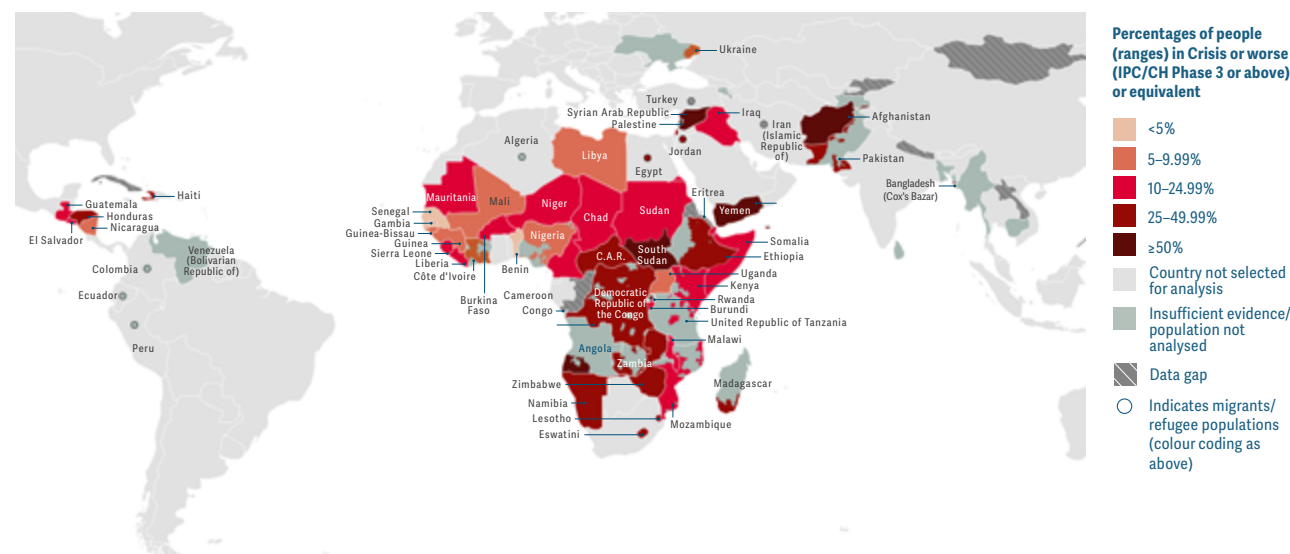 Ukraine
Turkey
Syrian Arab Republic
Palestine
Iraq
Iran
(Islamic
Republic
of)
Afghanistan
Algeria
Jordan
Libya
Egypt
Pakistan
Bangladesh
(Cox's Bazar)
Haiti
Guatemala
Honduras
Nicaragua
El Salvador
Mauritania
Mali
Niger
Chad
Sudan
Eritrea
Yemen
Senegal
Gambia
Guinea-Bissau
Guinea
Sierra Leone
Liberia
Côte d'Ivoire
Nigeria
Benin
Burkina
Faso
C.A.R.
South
Sudan
Somalia
Ethiopia
Venezuela
(Bolivarian
Republic of)
Colombia
Ecuador
Peru
Cameroon
Congo
Democratic
Republic of
the Congo
Uganda
Kenya
Rwanda
Burundi
United Republic of Tanzania
Malawi
Angola
Zambia
Madagascar
Zimbabwe
Namibia
Lesotho
Eswatini
Mozambique
Percentages of people
(ranges) in Crisis or worse
(IPC/CH Phase 3 or above)
or equivalent
<5%
5–9.99%
10–24.99%
25–49.99%
≥50%
Country not selected
for analysis
Insufficient evidence/
population not
analysed
Data gap
Indicates migrants/
refugee populations
(colour coding as
above)